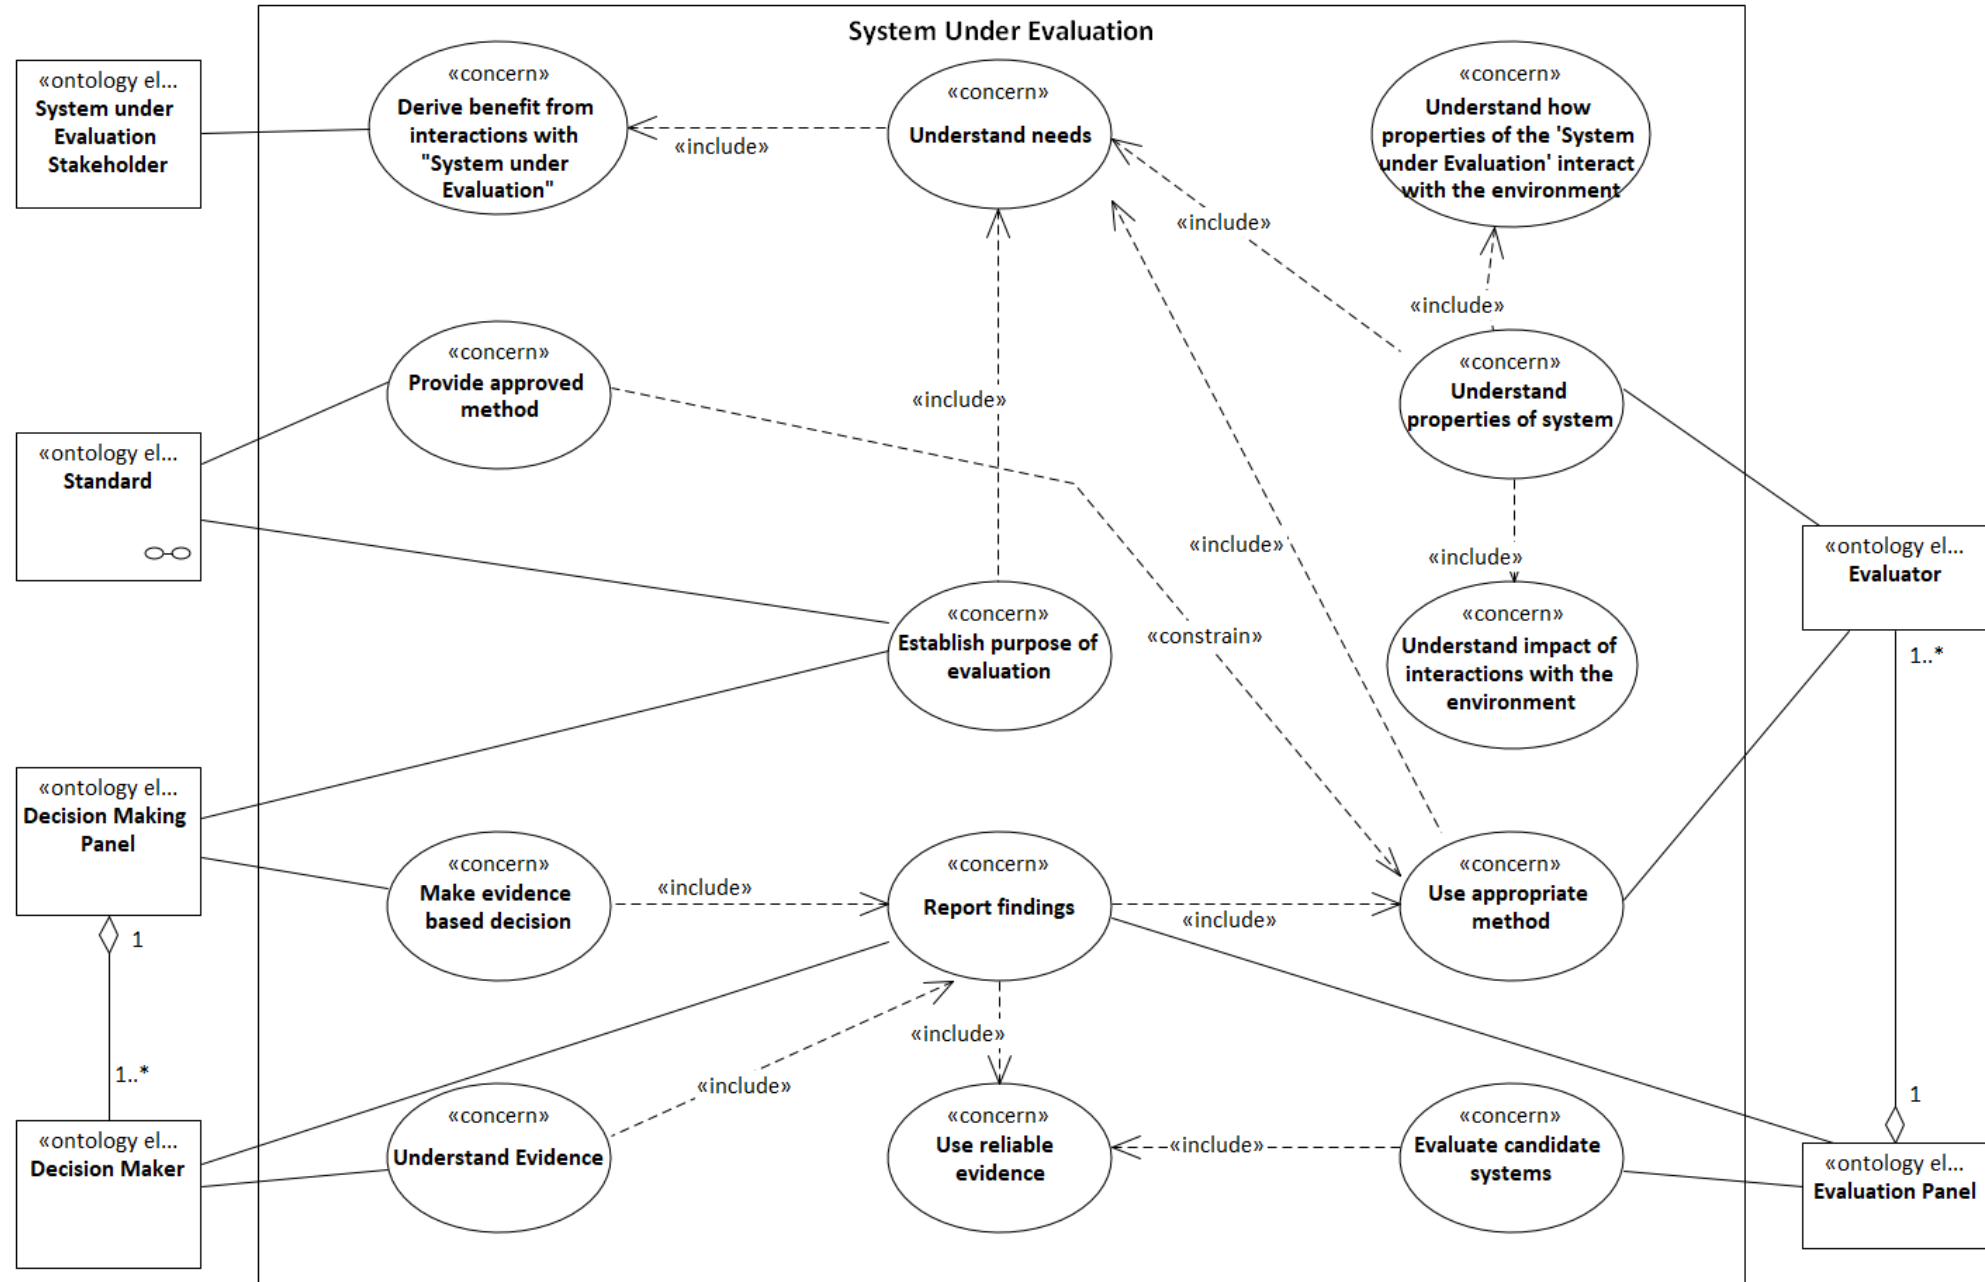 System Under Evaluation
«ontology el...
System under
Evaluation
Stakeholder
«concern»
Derive benefit from
interactions with
"System under
Evaluation"
«include»
«concern»
Understand needs
«concern»
Understand how
properties of the 'System
under Evaluation' interact
with the environment
«include»
«include»
«ontology el...
Standard
«concern»
Provide approved
method
«include»
«concern»
Understand
properties of system
«include»
«include»
«ontology el...
Evaluator
1..*
«concern»
Establish purpose of
evaluation
«constrain»
«concern»
Understand impact of
interactions with the
environment
«ontology el...
Decision Making
Panel
1
1..*
«concern»
Make evidence
based decision
«include»
«concern»
Report findings
«include»
«concern»
Use appropriate
method
«include»
«include»
«ontology el...
Decision Maker
«concern»
Understand Evidence
«concern»
Use reliable
evidence
«include»
«concern»
Evaluate candidate
systems
1
«ontology el...
Evaluation Panel